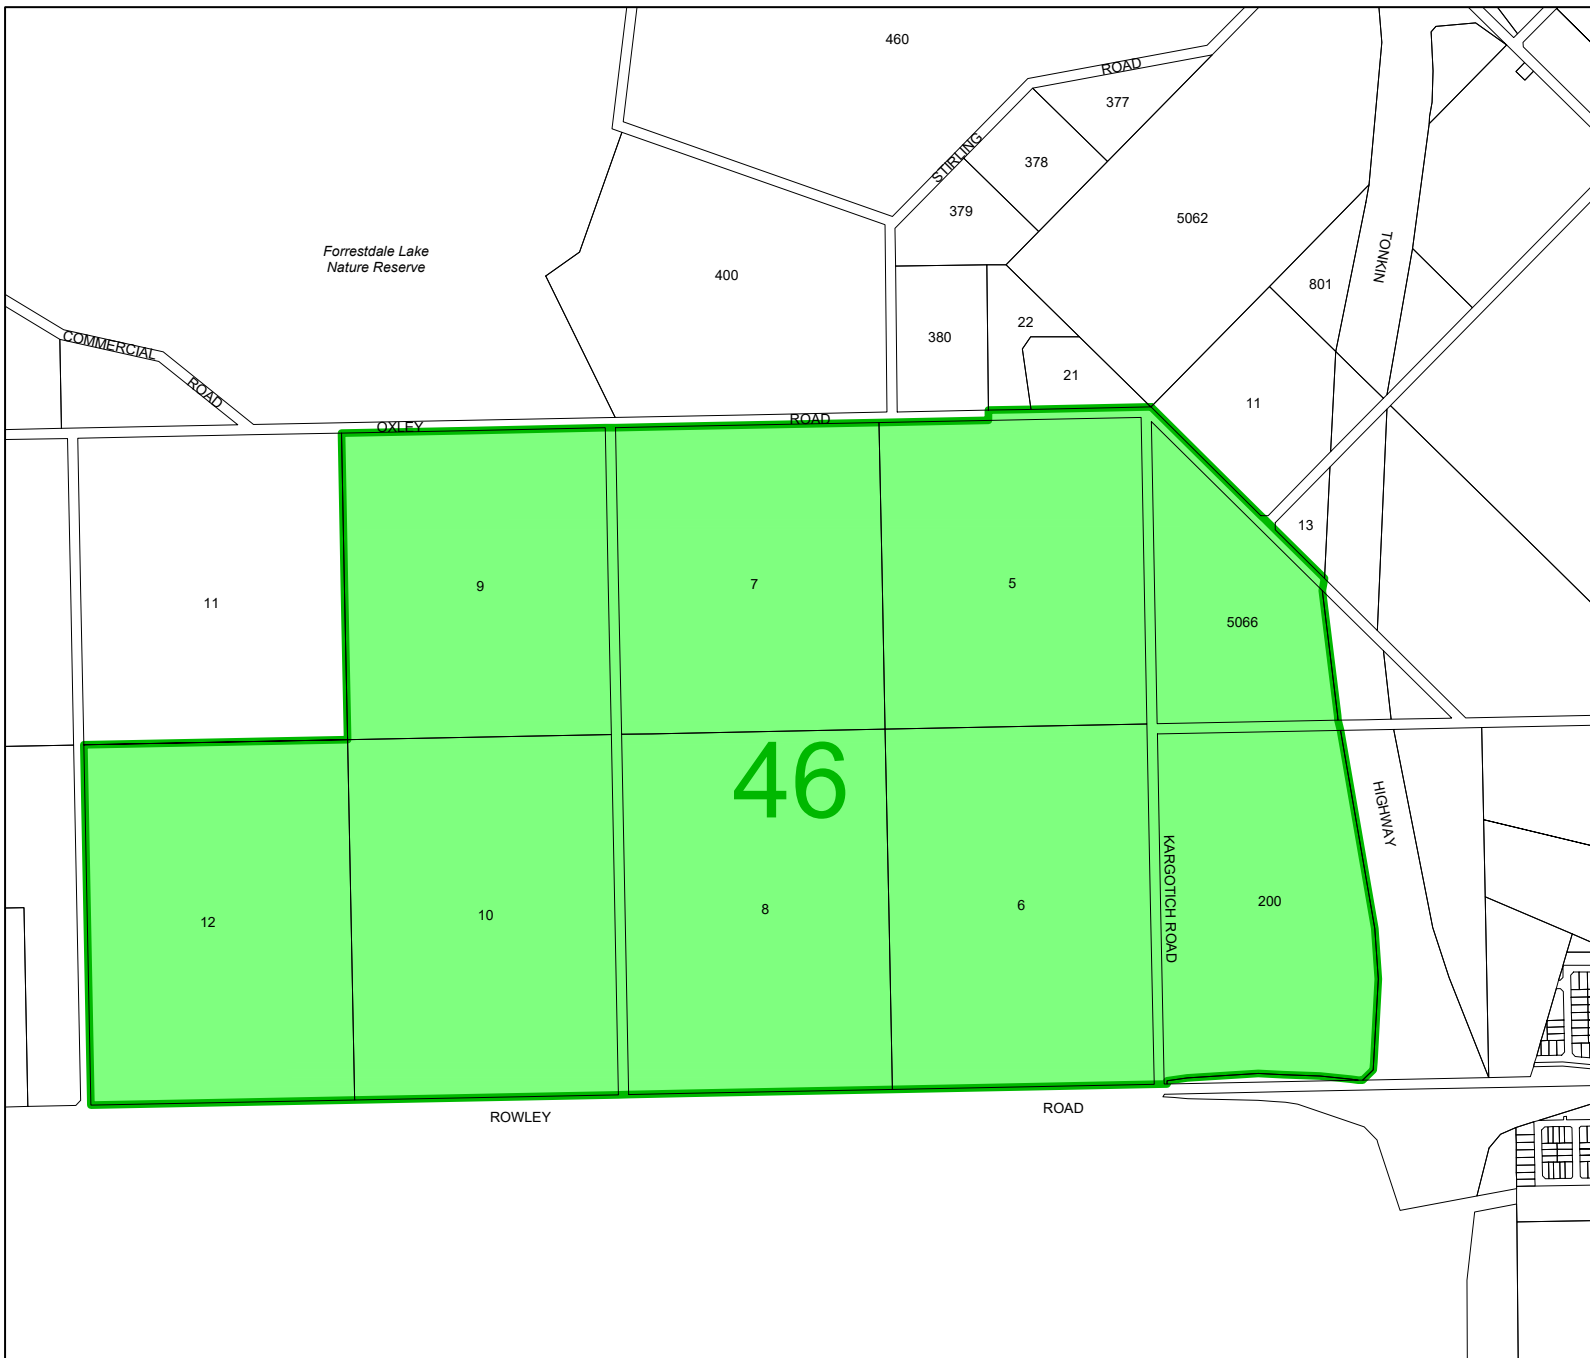 460
ROAD
377
STIRLING
378
379
5062
Forrestdale Lake
Nature Reserve
TONKIN
400
801
22
380
COMMERCIAL
ROAD
21
11
OXLEY
ROAD
13
9
7
5
11
5066
46
HIGHWAY
KARGOTICH ROAD
12
10
8
6
200
ROWLEY
ROAD